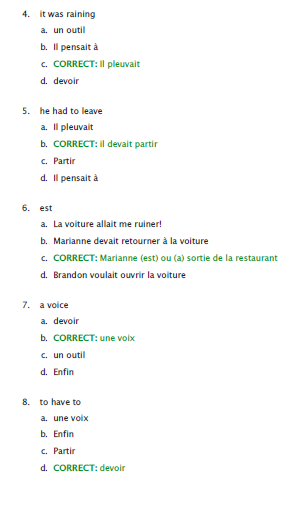 4. it was raining
a. un outil
b. Il pensait à
c. CORRECT: Il pleuvait
d. devoir
5. he had to leave
a. Il pleuvait
b. CORRECT: il devait partir
c. Partir
d. Il pensait à
6. est
a. La voiture allait me ruiner!
b. Marianne devait retourner à la voiture
c. CORRECT: Marianne (est) ou (a) sortie de la restaurant
d. Brandon voulait ouvrir la voiture
7. a voice
a. devoir
b. CORRECT: une voix
c. un outil
d. Enfin
8. to have to
a. une voix
b. Enfin
c. Partir
d. CORRECT: devoir